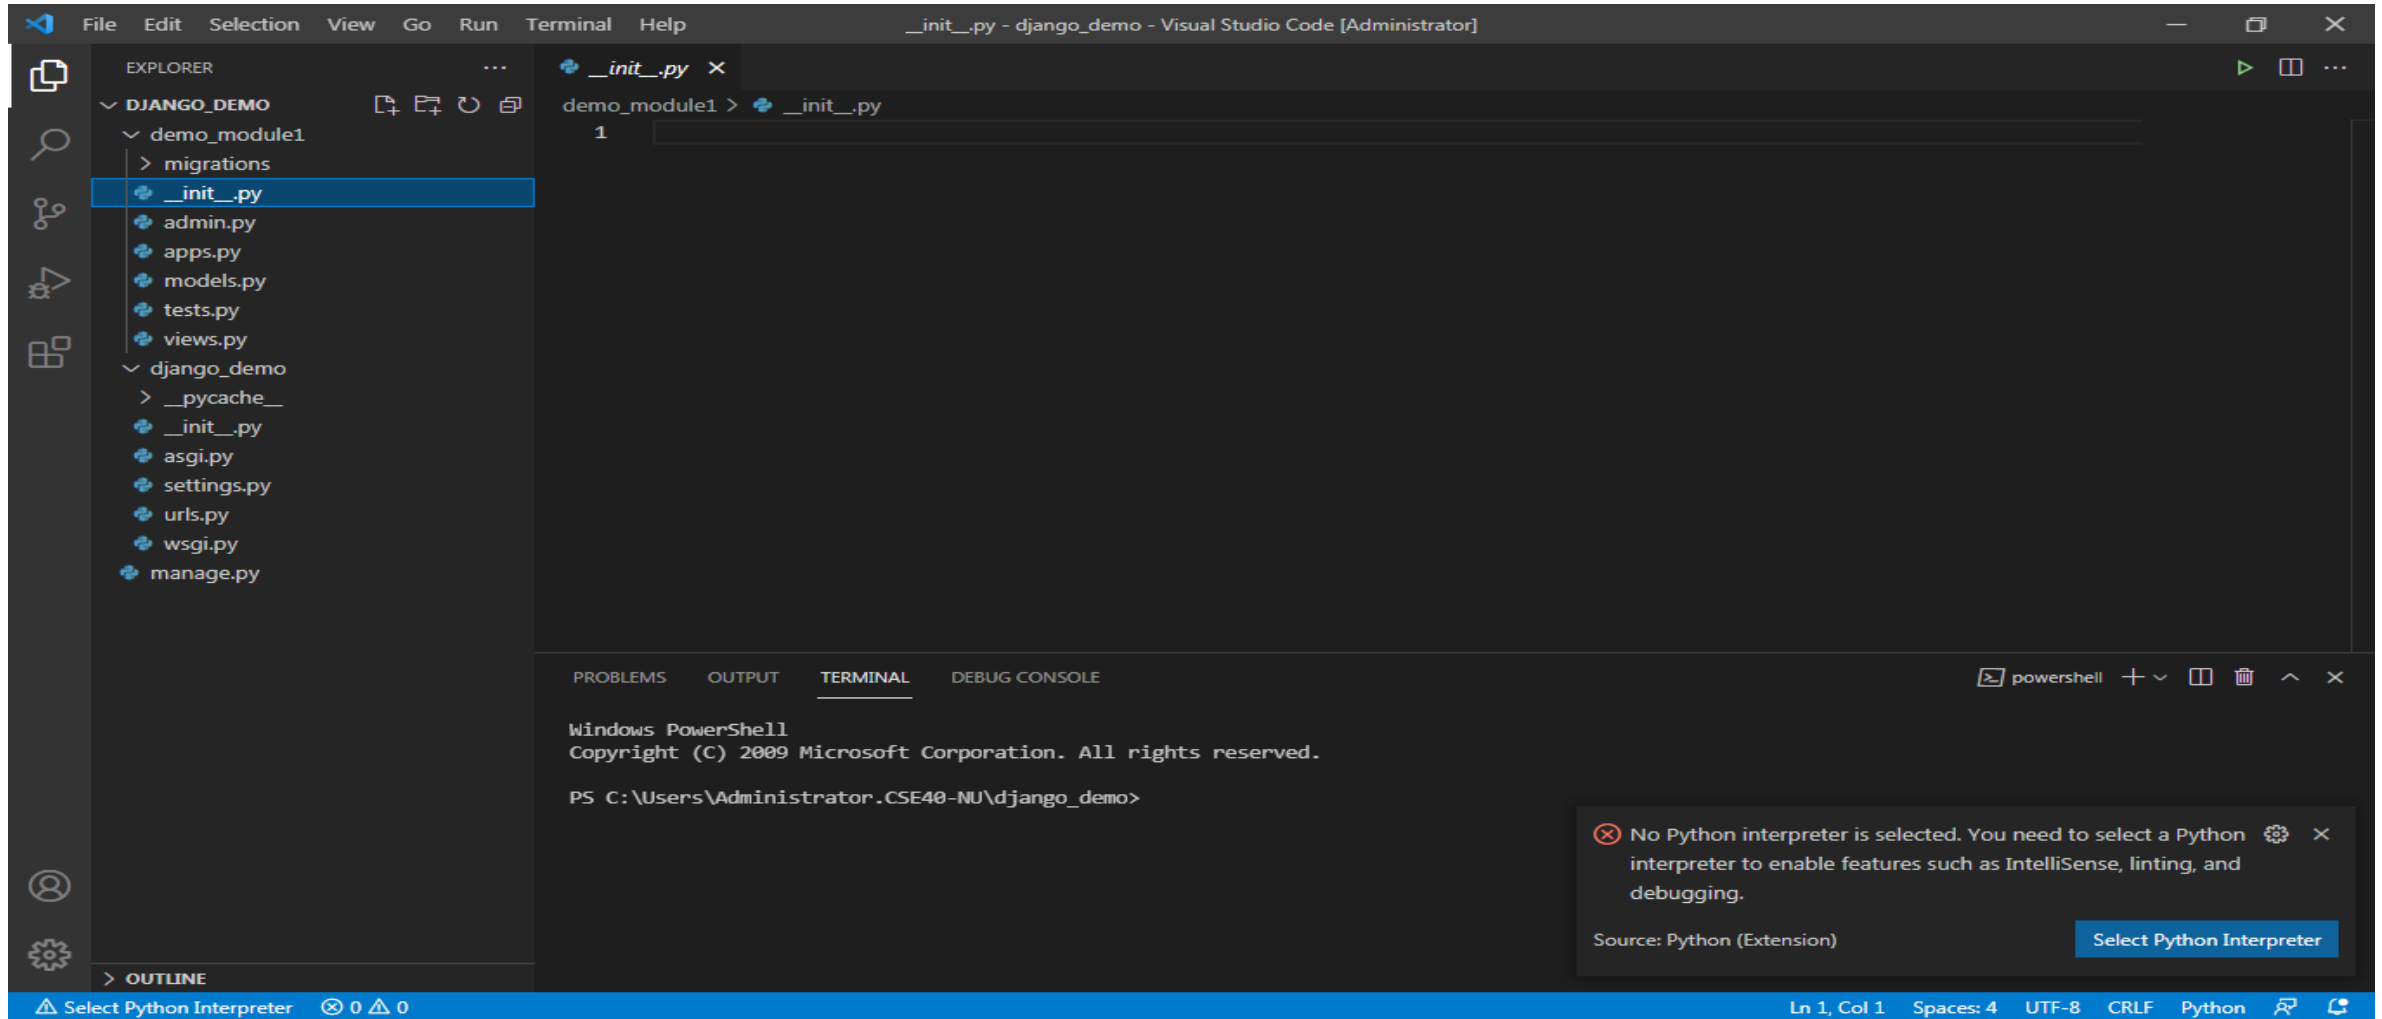 File Edit Selection View Go Run Terminal Help
__init__.py - django_demo - Visual Studio Code [Administrator]
EXPLORER
DJANGO_DEMO
demo_module1
migrations
__init__.py
admin.py
apps.py
models.py
tests.py
views.py
django_demo
__pycache__
__init__.py
asgi.py
settings.py
urls.py
wsgi.py
manage.py
OUTLINE
__init__.py
demo_module1 > __init__.py
1
PROBLEMS OUTPUT TERMINAL DEBUG CONSOLE
powershell
Windows PowerShell
Copyright (C) 2009 Microsoft Corporation. All rights reserved.
PS C:\Users\Administrator.CSE40-NU\django_demo>
No Python interpreter is selected. You need to select a Python
interpreter to enable features such as IntelliSense, linting, and
debugging.
Source: Python (Extension)
Select Python Interpreter
Select Python Interpreter 0 0
Ln 1, Col 1 Spaces: 4 UTF-8 CRLF Python